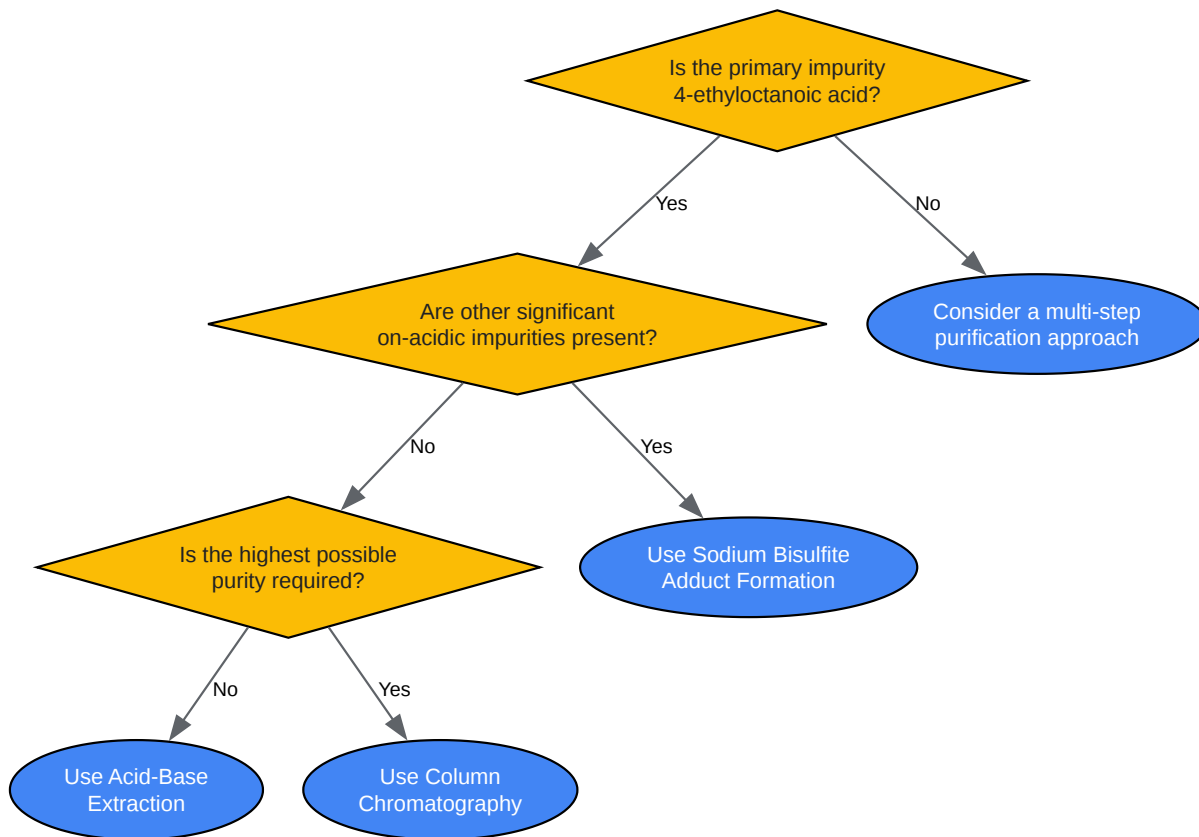 Is the primary impurity
4-ethyloctanoic acid?
Yes
No
Are other significant
on-acidic impurities present?
Consider a multi-step
purification approach
No
Yes
Is the highest possible
purity required?
Use Sodium Bisulfite
Adduct Formation
No
Yes
Use Acid-Base
Extraction
Use Column
Chromatography